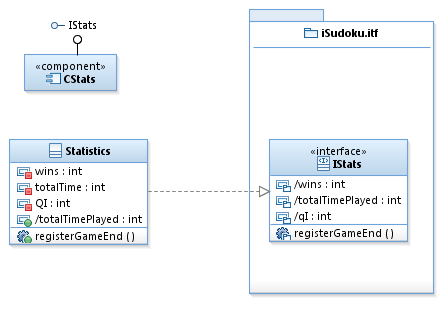 IStats
«component»
CStats
iSudoku.itf
Statistics
wins : int
totalTime : int
QI : int
/totalTimePlayed : int
registerGameEnd ( )
«interface»
IStats
/wins : int
/totalTimePlayed : int
/qI : int
registerGameEnd ( )